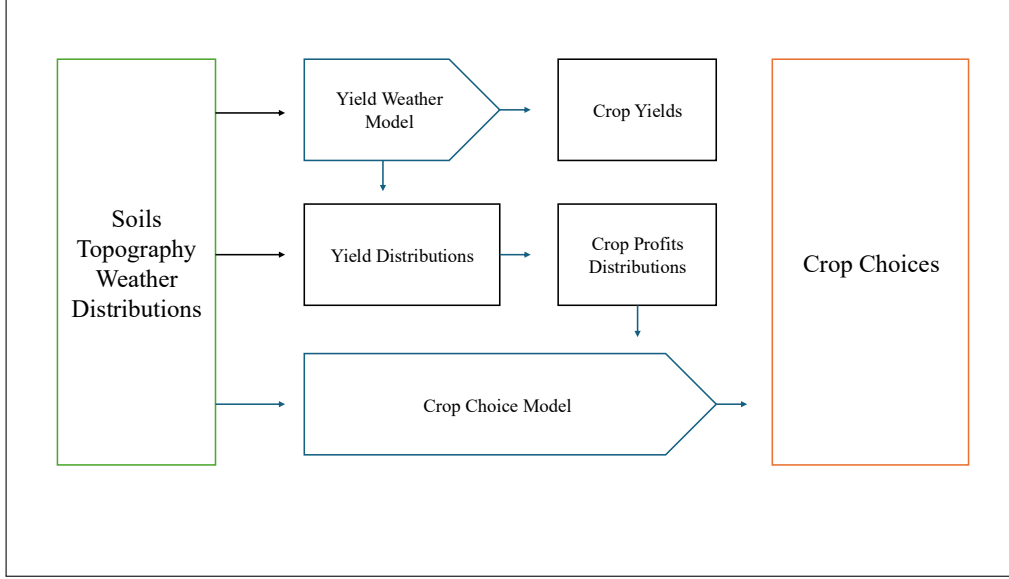 Soils
Topography
Weather
Distributions
Yield Weather
Model
Crop Yields
Yield Distributions
Crop Profits
Distributions
Crop Choice Model
Crop Choices